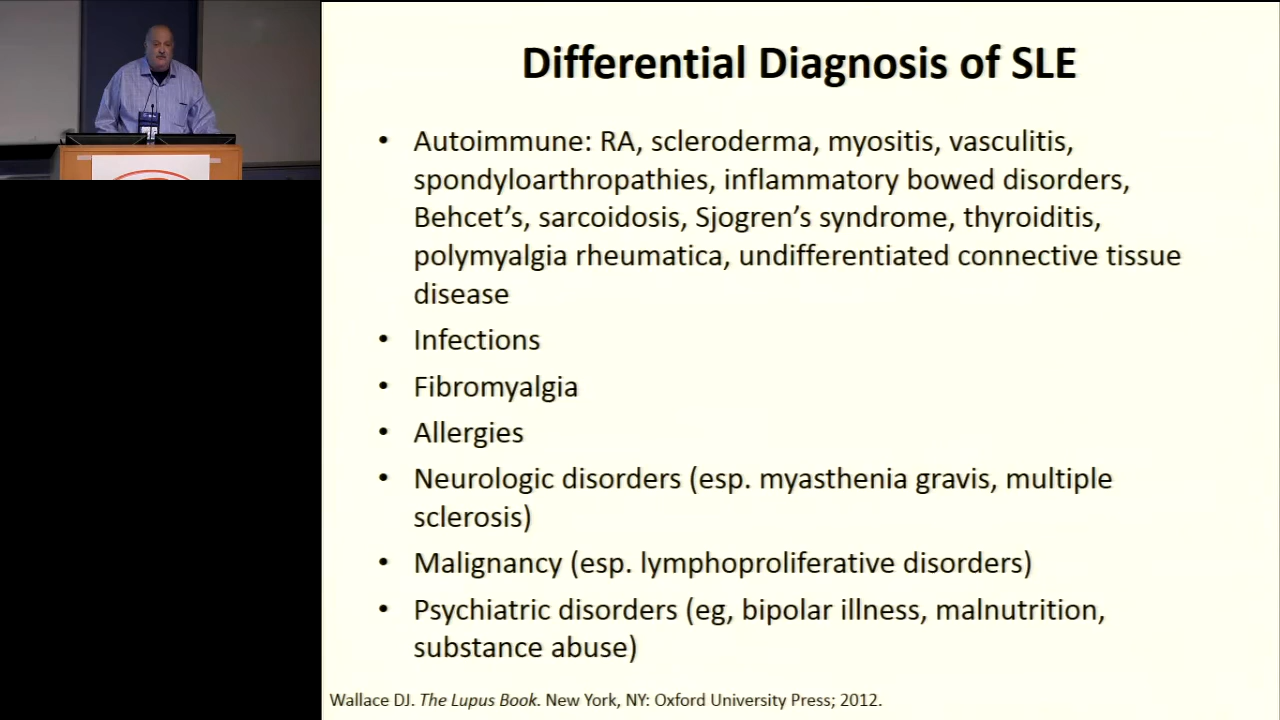 Differential Diagnosis of SLE
• Autoimmune: RA, scleroderma, myositis, vasculitis,
spondyloarthropathies, inflammatory bowed disorders,
Behcet’s, sarcoidosis, Sjogren’s syndrome, thyroiditis,
polymyalgia rheumatica, undifferentiated connective tissue
disease
• Infections
• Fibromyalgia
• Allergies
• Neurologic disorders (esp. myasthenia gravis, multiple
sclerosis)
• Malignancy (esp. lymphoproliferative disorders)
• Psychiatric disorders (eg, bipolar illness, malnutrition,
substance abuse)
Wallace DJ. The Lupus Book. New York, NY: Oxford University Press; 2012.